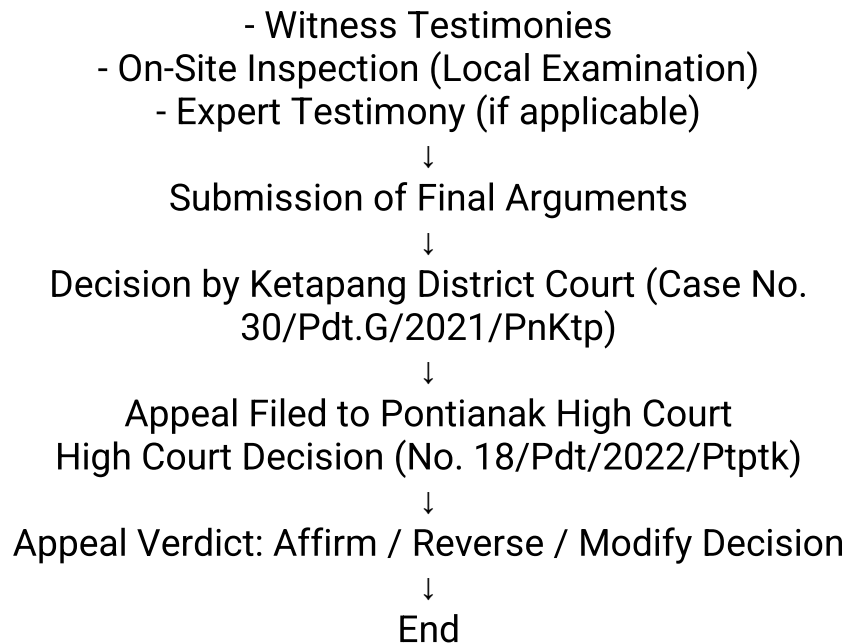 - Witness Testimonies
- On-Site Inspection (Local Examination)
- Expert Testimony (if applicable)
↓
Submission of Final Arguments
↓
Decision by Ketapang District Court (Case No.
30/Pdt.G/2021/PnKtp)
↓
Appeal Filed to Pontianak High Court
High Court Decision (No. 18/Pdt/2022/Ptptk)
↓
Appeal Verdict: Affirm / Reverse / Modify Decision
↓
End